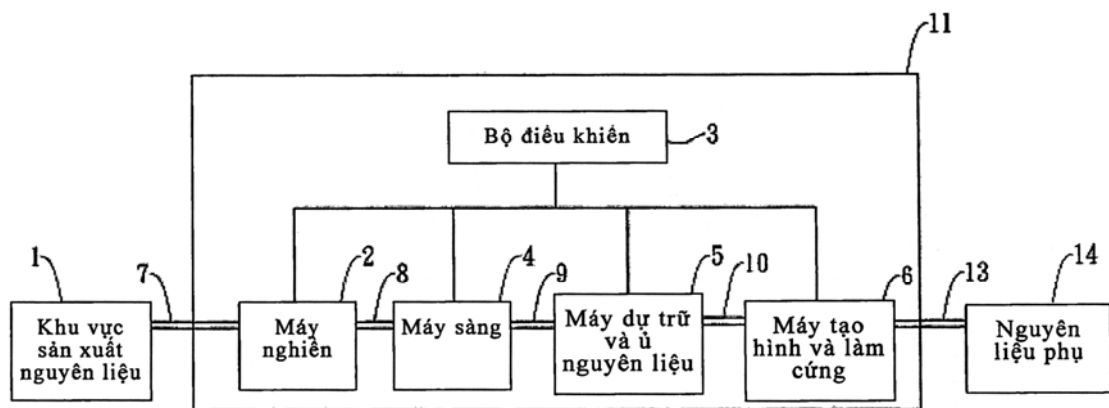 11
Bộ điều khiển
3
1
7
2
8
4
9
5
10
6
13
14
Khu vực
sản xuất
nguyên liệu
Máy
nghiền
Máy sàng
Máy dự trữ
và ủ
nguyên liệu
Máy tạo
hình và làm
cứng
Nguyên
liệu phụ